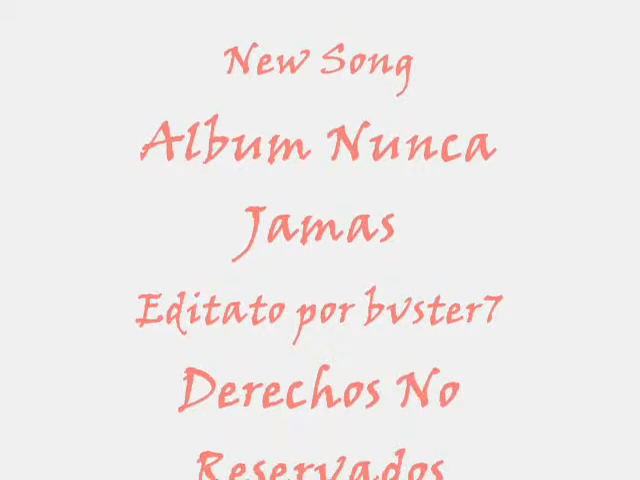 New Song
Album Nunca
Jamas
Editato por bvster7
Derechos No
Reservados